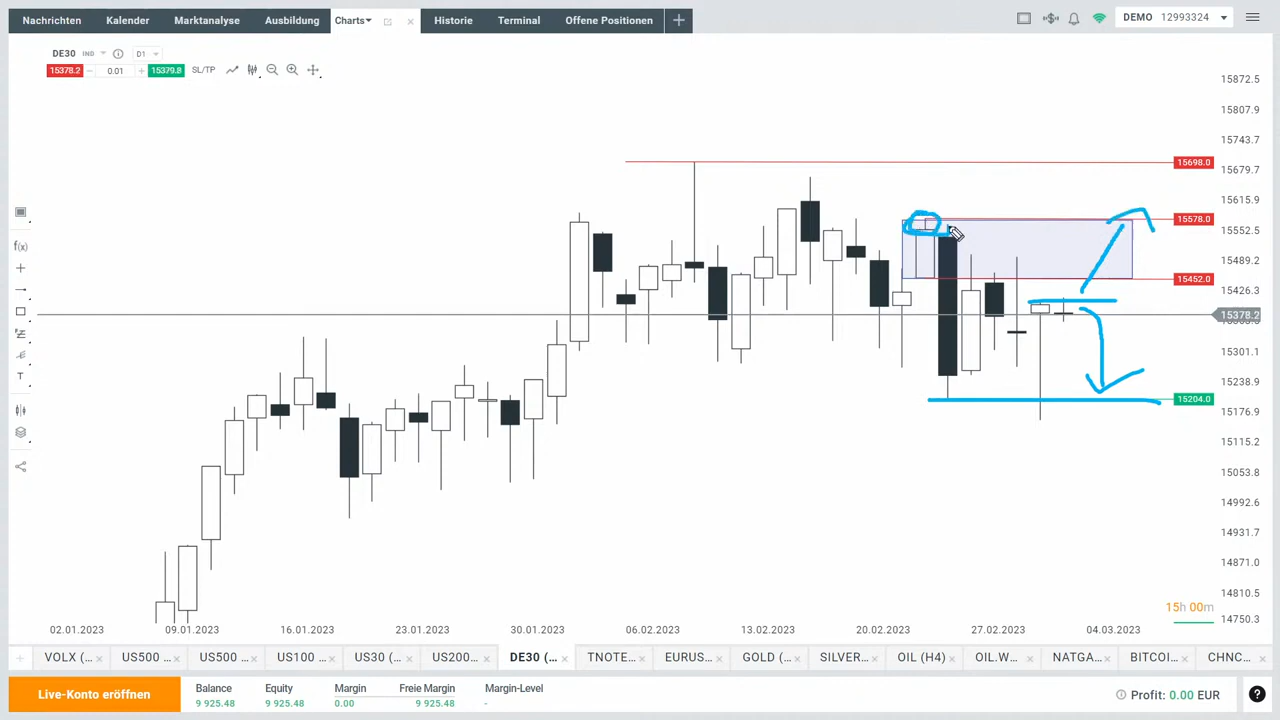 Nachrichten Kalender Marktanalyse Ausbildung Charts Historie Terminal Offene Positionen DEMO 12993324
DE30 IND D1
15378.2 0.01 15379.8 SL/TP
15872.5
15807.9
15743.7
15698.0
15679.7
15615.9
15578.0
15552.5
15489.2
15452.0
15426.3
15378.2
15301.1
15238.9
15204.0
15176.9
15115.2
15053.8
14992.6
14931.7
14871.0
14810.5
15h 00m
14750.3
02.01.2023 09.01.2023 16.01.2023 23.01.2023 30.01.2023 06.02.2023 13.02.2023 20.02.2023 27.02.2023 04.03.2023
VOLX (... US500 ... US500 ... US100 ... US30 (... US200... DE30 (... TNOTE... EURUS... GOLD (... SILVER... OIL (H4) OIL.W... NATGA... BITCOI... CHNC...
Live-Konto eröffnen Balance Equity Margin Freie Margin Margin-Level Profit: 0.00 EUR
9 925.48 9 925.48 0.00 9 925.48 -